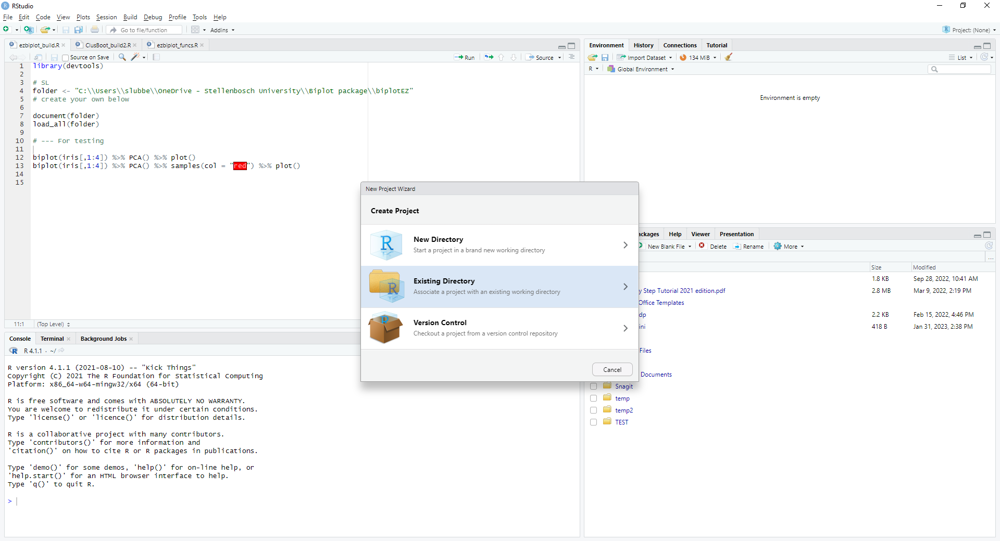 RStudio
File Edit Code View Plots Session Build Debug Profile Tools Help
Go to file/function Addins Project: (None)
ezbiplot_build.R ClusBoot_build2.R ezbiplot_funcs.R
Source on Save Run Source
1 library(devtools)
2
3 # SL
4 folder <- "C:\\Users\\slubbe\\OneDrive - Stellenbosch University\\Biplot package\\biplotEZ"
5 # create your own below
6
7 document(folder)
8 load_all(folder)
9
10 # --- For testing
11
12 biplot(iris[,1:4]) %>% PCA() %>% plot()
13 biplot(iris[,1:4]) %>% PCA() %>% samples(col = "red") %>% plot()
14
15
11:1 (Top Level)
Console Terminal Background Jobs
R 4.1.1 · ~/
R version 4.1.1 (2021-08-10) -- "Kick Things"
Copyright (C) 2021 The R Foundation for Statistical Computing
Platform: x86_64-w64-mingw32/x64 (64-bit)
R is free software and comes with ABSOLUTELY NO WARRANTY.
You are welcome to redistribute it under certain conditions.
Type 'license()' or 'licence()' for distribution details.
R is a collaborative project with many contributors.
Type 'contributors()' for more information and
'citation()' on how to cite R or R packages in publications.
Type 'demo()' for some demos, 'help()' for on-line help, or
'help.start()' for an HTML browser interface to help.
Type 'q()' to quit R.
>
New Project Wizard
Create Project
New Directory
Start a project in a brand new working directory
Existing Directory
Associate a project with an existing working directory
Version Control
Checkout a project from a version control repository
Cancel
Environment History Connections Tutorial
Import Dataset 134 MiB List
R Global Environment
Environment is empty
ackages Help Viewer Presentation
New Blank File Delete Rename More
...
Size Modified
1.8 KB Sep 28, 2022, 10:41 AM
y Step Tutorial 2021 edition.pdf 2.8 MB Mar 9, 2022, 2:19 PM
Office Templates
dp 2.2 KB Feb 15, 2022, 4:46 PM
ini 418 B Jan 31, 2023, 2:38 PM
Files
Documents
Snagit
temp
temp2
TEST